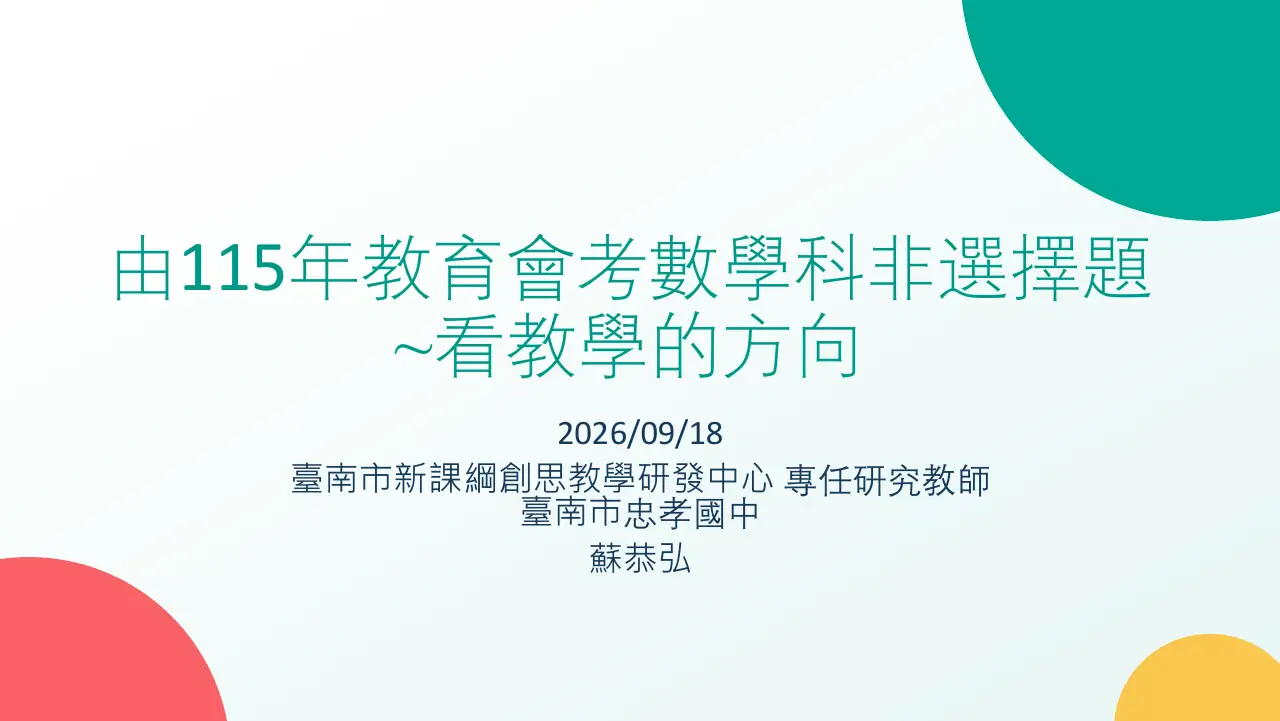 由115年教育會考數學科非選擇題
~看教學的方向
2026/09/18
臺南市新課綱創思教學研發中心 專任研究教師
臺南市忠孝國中
蘇恭弘